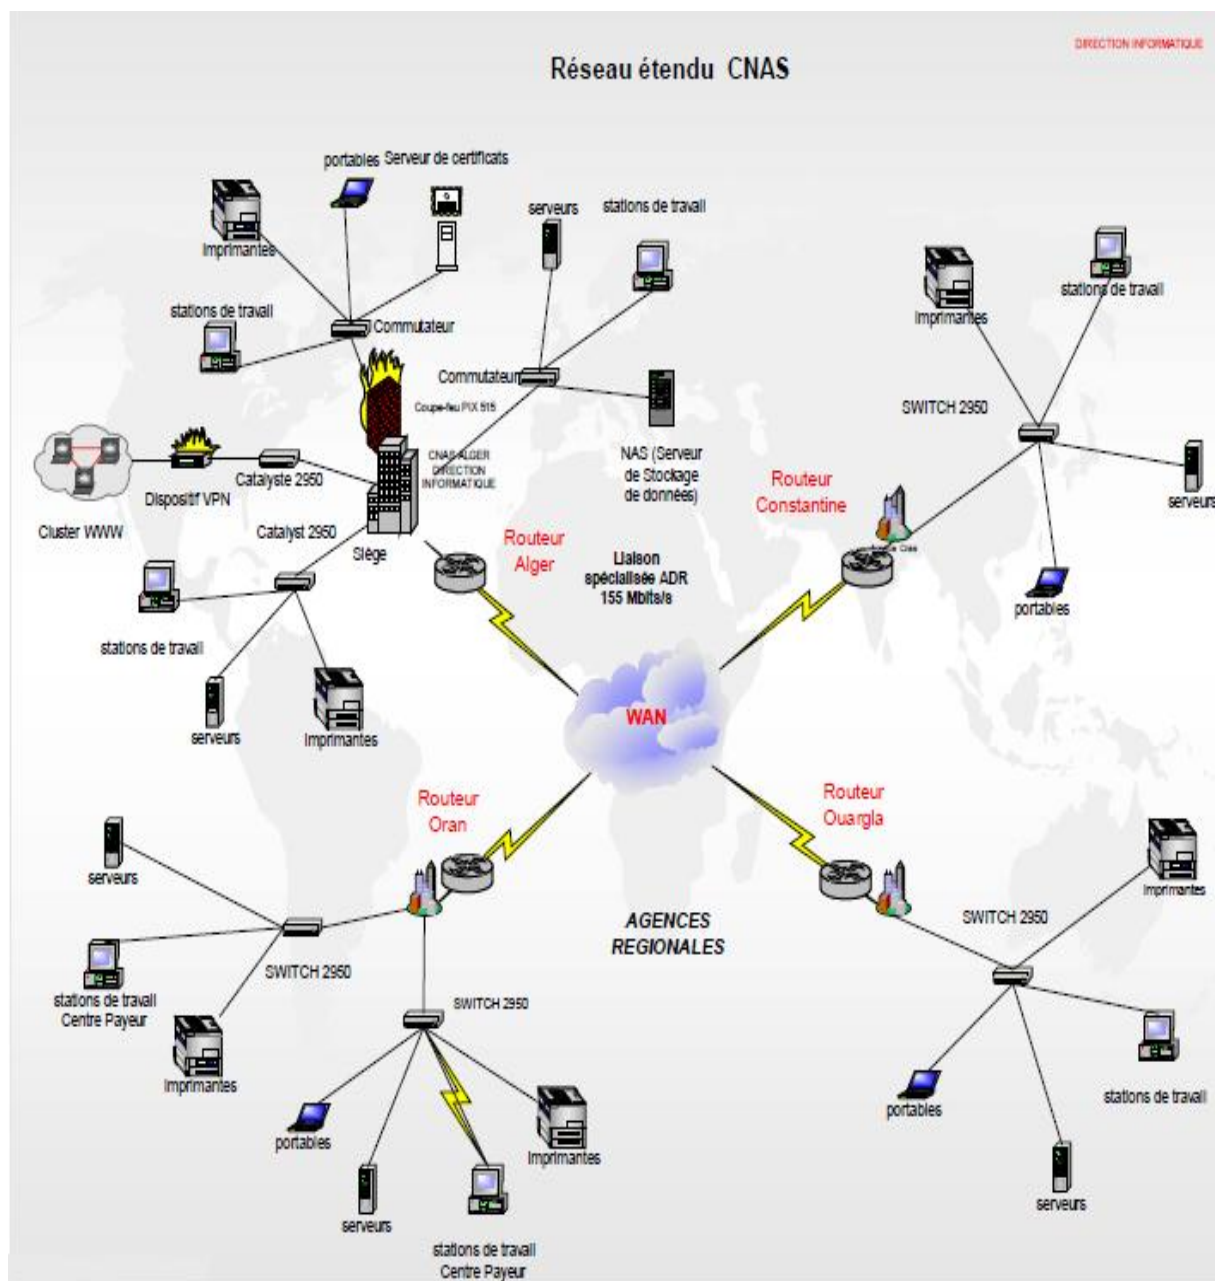 DIRECTION INFORMATIQUE
Réseau étendu CNAS
portables
Serveur de certificats
serveurs
stations de travail
Imprimantes
stations de travail
Commutateur
Commutateur
Coupe-feu PIX 515
CNAS ALGER
DIRECTION
INFORMATIQUE
NAS (Serveur
de Stockage
de données)
Cluster WWW
Dispositif VPN
Catalyste 2950
Catalyst 2950
Siège
stations de travail
serveurs
Imprimantes
Routeur
Alger
Liaison
spécialisée ADR
155 Mbits/s
Routeur
Constantine
Imprimantes
stations de travail
SWITCH 2950
serveurs
portables
WAN
Routeur
Oran
Routeur
Ouargla
AGENCES
REGIONALES
serveurs
stations de travail
Centre Payeur
Imprimantes
SWITCH 2950
SWITCH 2950
portables
serveurs
stations de travail
Centre Payeur
Imprimantes
SWITCH 2950
Imprimantes
stations de travail
portables
serveurs